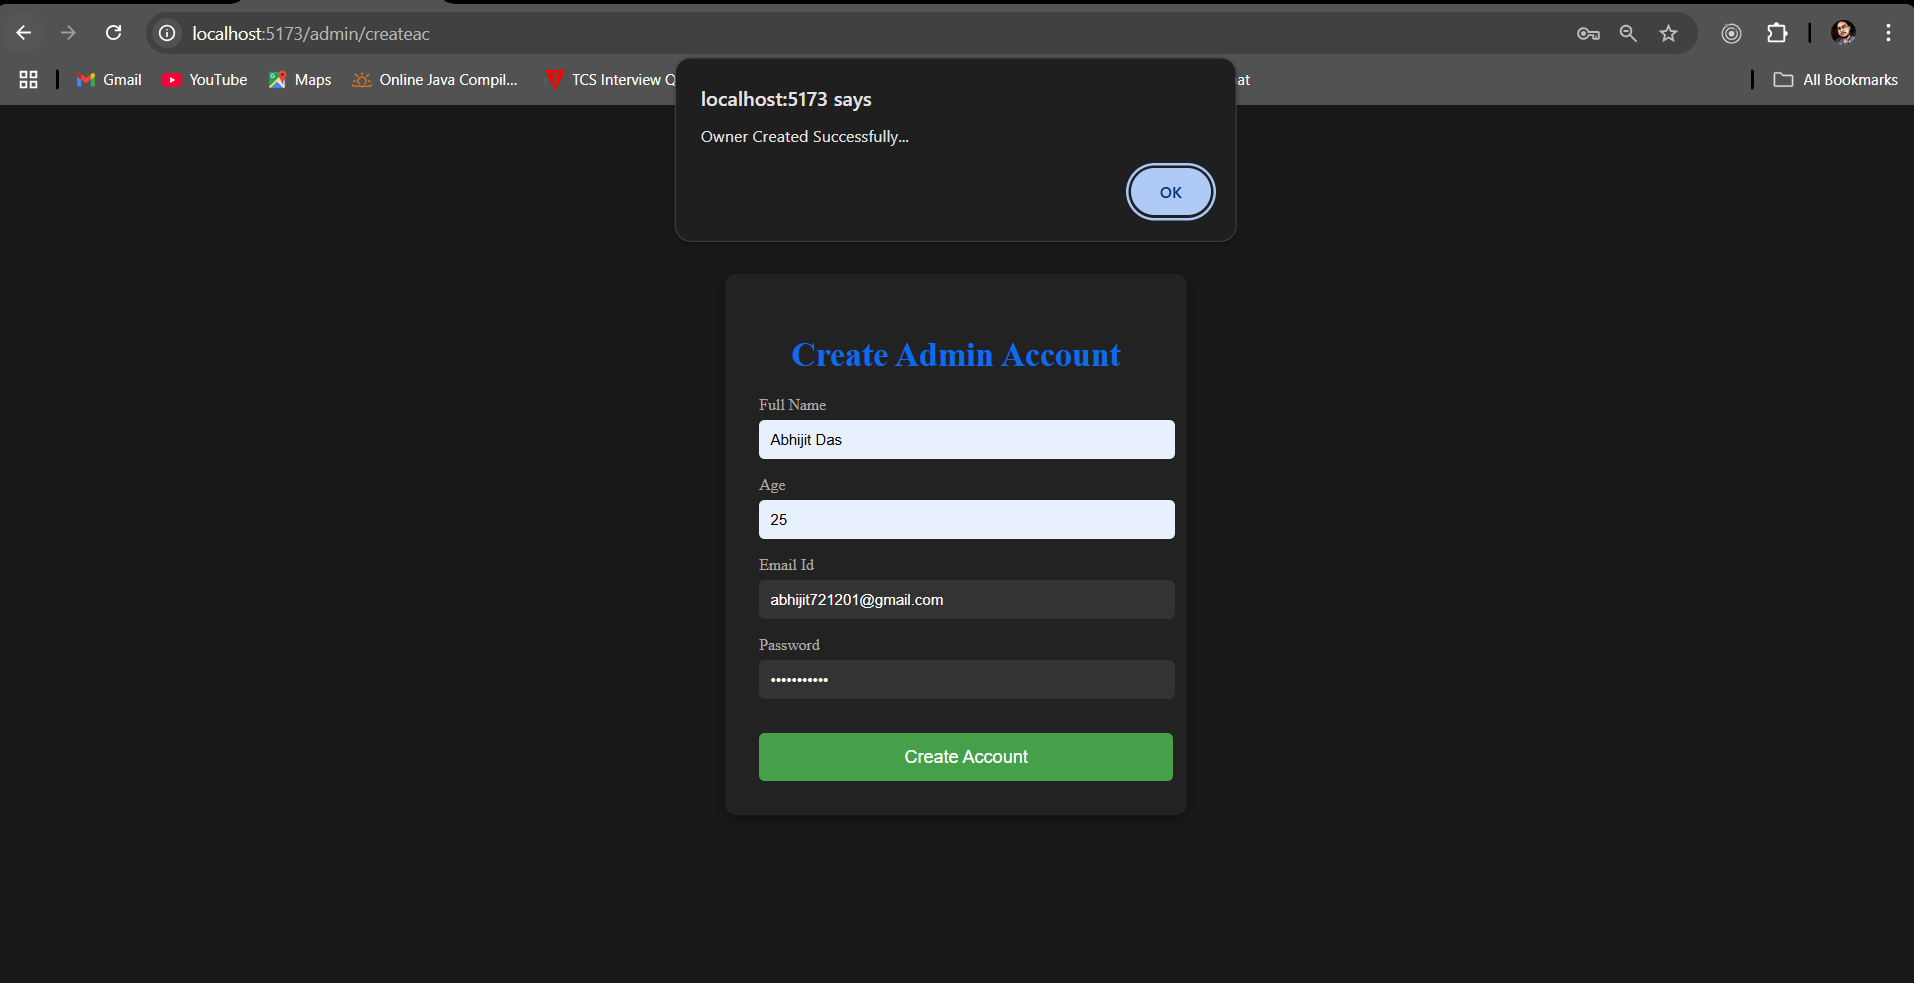 localhost:5173/admin/createac
Gmail YouTube Maps Online Java Compil... TCS Interview Q at All Bookmarks
localhost:5173 says
Owner Created Successfully...
OK
Create Admin Account
Full Name
Abhijit Das
Age
25
Email Id
abhijit721201@gmail.com
Password
•••••••••••
Create Account